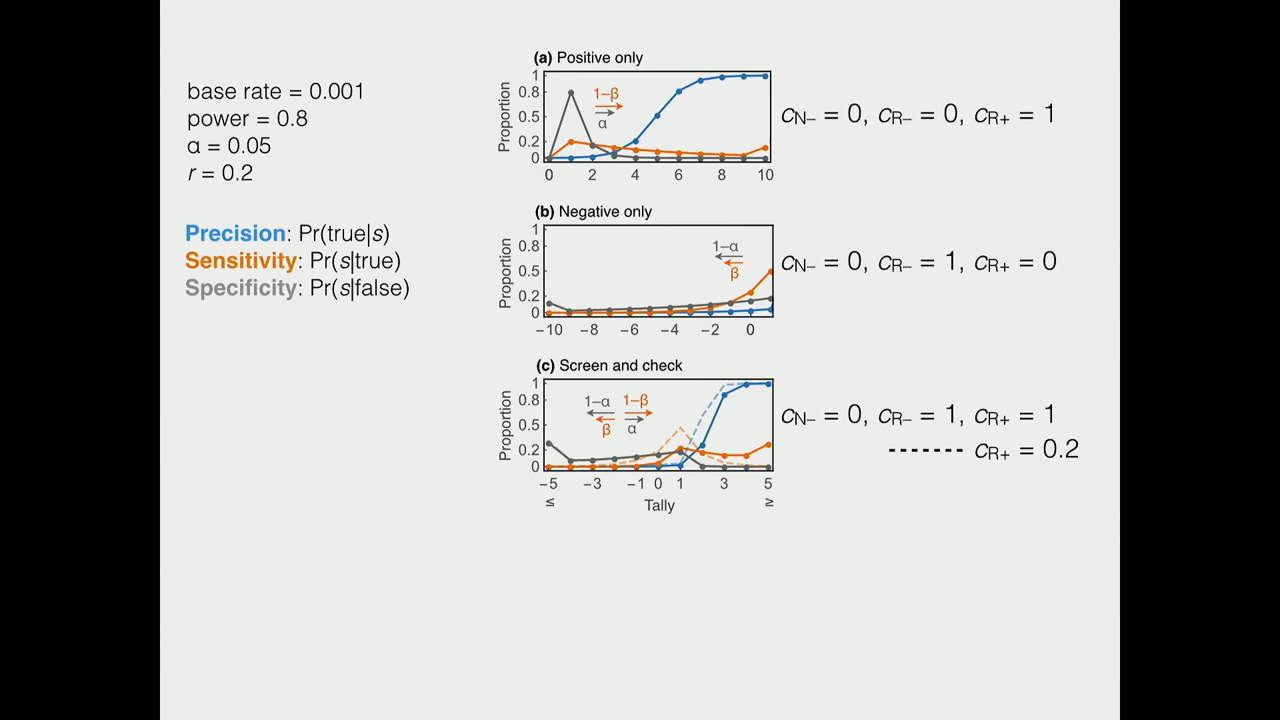 base rate = 0.001
power = 0.8
α = 0.05
r = 0.2
Precision: Pr(true|s)
Sensitivity: Pr(s|true)
Specificity: Pr(s|false)
(a) Positive only
Proportion
1
0.8
0.5
0.2
0
1–β
α
0 2 4 6 8 10
cN– = 0, cR– = 0, cR+ = 1
(b) Negative only
Proportion
1
0.8
0.5
0.2
0
1–α
β
−10 −8 −6 −4 −2 0
cN– = 0, cR– = 1, cR+ = 0
(c) Screen and check
Proportion
1
0.8
0.5
0.2
0
1–α 1–β
β α
−5 −3 −1 0 1 3 5
≤ Tally ≥
cN– = 0, cR– = 1, cR+ = 1
cR+ = 0.2